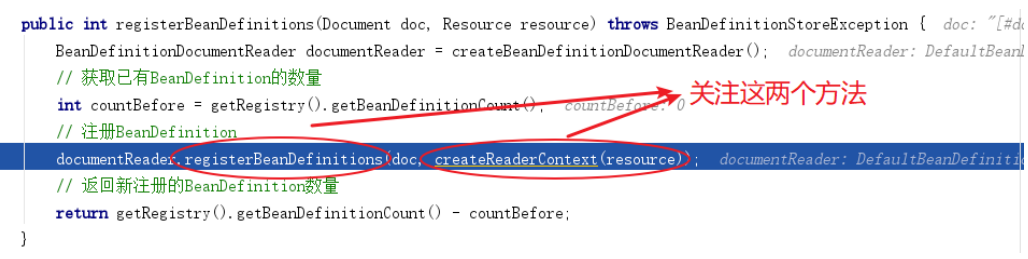 public int registerBeanDefinitions(Document doc, Resource resource) throws BeanDefinitionStoreException {  doc: "[#do
BeanDefinitionDocumentReader documentReader = createBeanDefinitionDocumentReader();  documentReader: DefaultBeanD
// 获取已有BeanDefinition的数量
int countBefore = getRegistry().getBeanDefinitionCount();  countBefore: 0
关注这两个方法
// 注册BeanDefinition
documentReader.registerBeanDefinitions(doc, createReaderContext(resource));  documentReader: DefaultBeanDefiniti
// 返回新注册的BeanDefinition数量
return getRegistry().getBeanDefinitionCount() - countBefore;
}